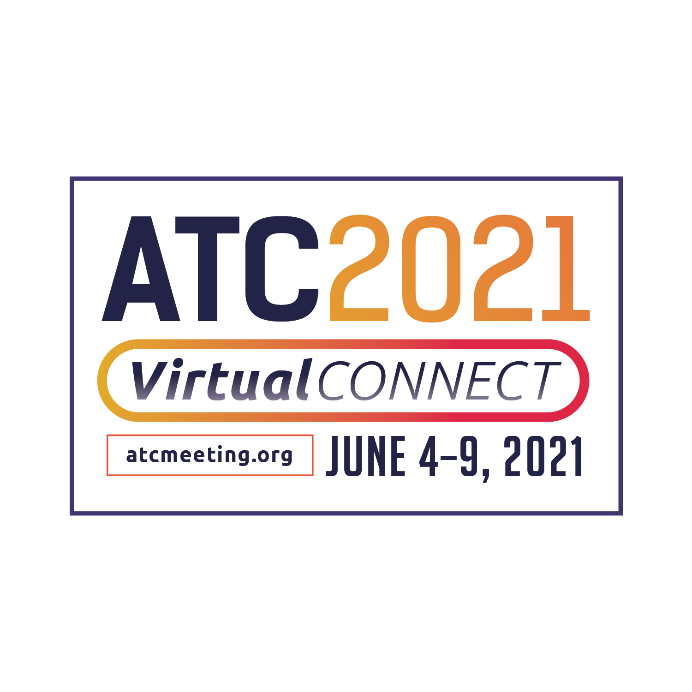 ATC2021
VirtualCONNECT
atcmeeting.org JUNE 4–9, 2021